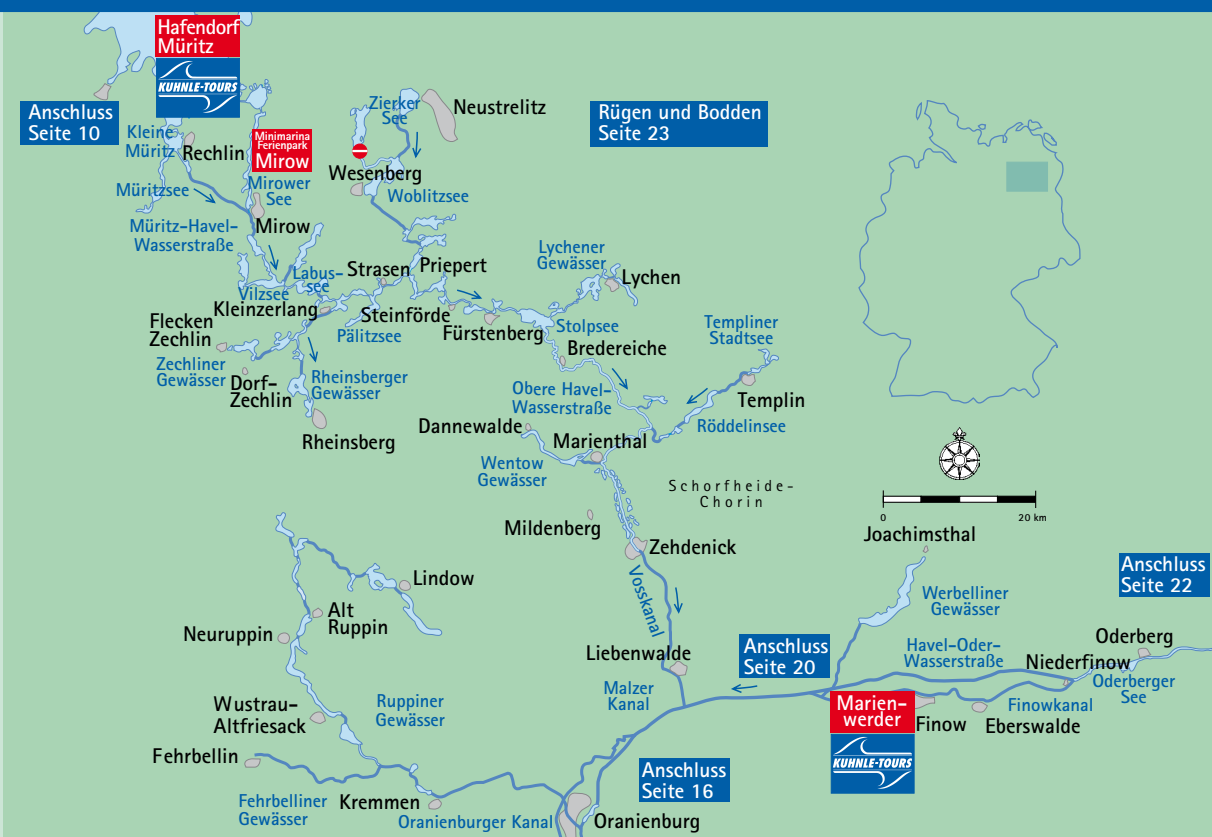 Hafendorf
Müritz
KUHNLE-TOURS
Anschluss
Seite 10
Kleine
Müritz
Rechlin
Minimarina
Ferienpark
Mirow
Zierker
See
Neustrelitz
Rügen und Bodden
Seite 23
Wesenberg
Woblitzsee
Müritzsee
Mirower
See
Müritz-Havel-
Wasserstraße
Mirow
Labus-
see
Strasen
Priepert
Lychener
Gewässer
Lychen
Vilzsee
Kleinzerlang
Steinförde
Pälitzsee
Fürstenberg
Stolpsee
Bredereiche
Templiner
Stadtsee
Flecken
Zechlin
Zechliner
Gewässer
Dorf-
Zechlin
Rheinsberger
Gewässer
Rheinsberg
Obere Havel-
Wasserstraße
Templin
Röddelinsee
Dannewalde
Marienthal
Wentow
Gewässer
Schorfheide-
Chorin
0
20 km
Mildenberg
Zehdenick
Joachimsthal
Anschluss
Seite 22
Lindow
Vosskanal
Werbelliner
Gewässer
Alt
Ruppin
Neuruppin
Liebenwalde
Anschluss
Seite 20
Havel-Oder-
Wasserstraße
Oderberg
Niederfinow
Oderberger
See
Malzer
Kanal
Ruppiner
Gewässer
Wustrau-
Altfriesack
Marien-
werder
KUHNLE-TOURS
Finow
Finowkanal
Eberswalde
Fehrbellin
Anschluss
Seite 16
Fehrbelliner
Gewässer
Kremmen
Oranienburger Kanal
Oranienburg